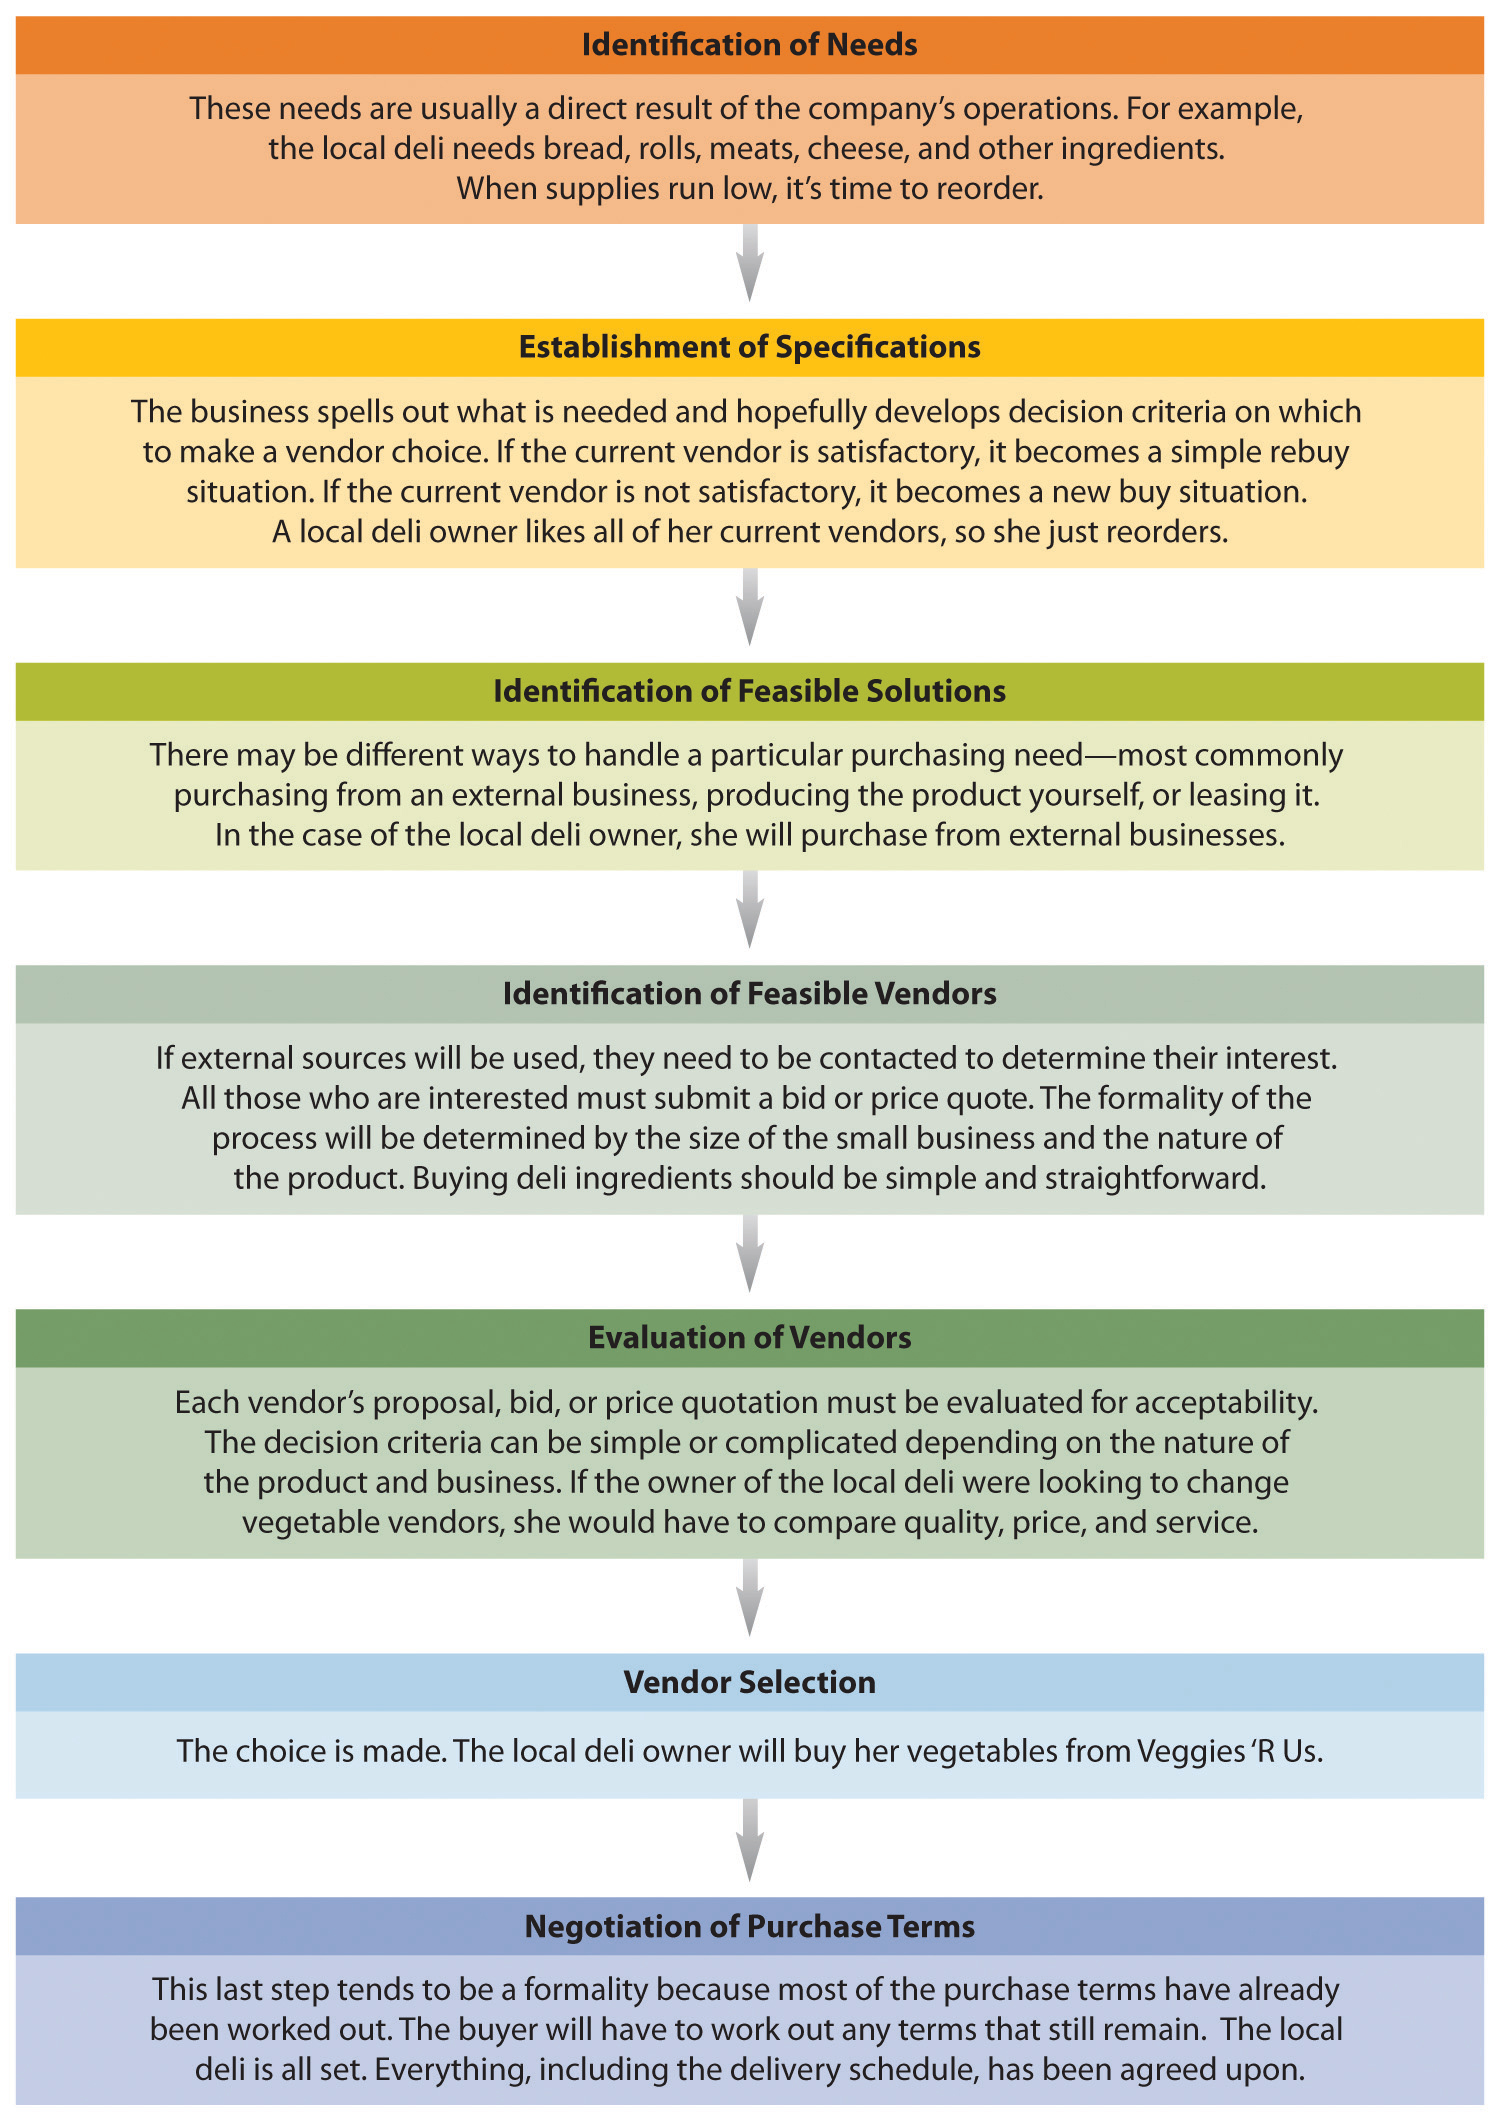 Identification of Needs
These needs are usually a direct result of the company’s operations. For example,
the local deli needs bread, rolls, meats, cheese, and other ingredients.
When supplies run low, it’s time to reorder.
Establishment of Specifications
The business spells out what is needed and hopefully develops decision criteria on which
to make a vendor choice. If the current vendor is satisfactory, it becomes a simple rebuy
situation. If the current vendor is not satisfactory, it becomes a new buy situation.
A local deli owner likes all of her current vendors, so she just reorders.
Identification of Feasible Solutions
There may be different ways to handle a particular purchasing need—most commonly
purchasing from an external business, producing the product yourself, or leasing it.
In the case of the local deli owner, she will purchase from external businesses.
Identification of Feasible Vendors
If external sources will be used, they need to be contacted to determine their interest.
All those who are interested must submit a bid or price quote. The formality of the
process will be determined by the size of the small business and the nature of
the product. Buying deli ingredients should be simple and straightforward.
Evaluation of Vendors
Each vendor’s proposal, bid, or price quotation must be evaluated for acceptability.
The decision criteria can be simple or complicated depending on the nature of
the product and business. If the owner of the local deli were looking to change
vegetable vendors, she would have to compare quality, price, and service.
Vendor Selection
The choice is made. The local deli owner will buy her vegetables from Veggies ‘R Us.
Negotiation of Purchase Terms
This last step tends to be a formality because most of the purchase terms have already
been worked out. The buyer will have to work out any terms that still remain.  The local
deli is all set. Everything, including the delivery schedule, has been agreed upon.